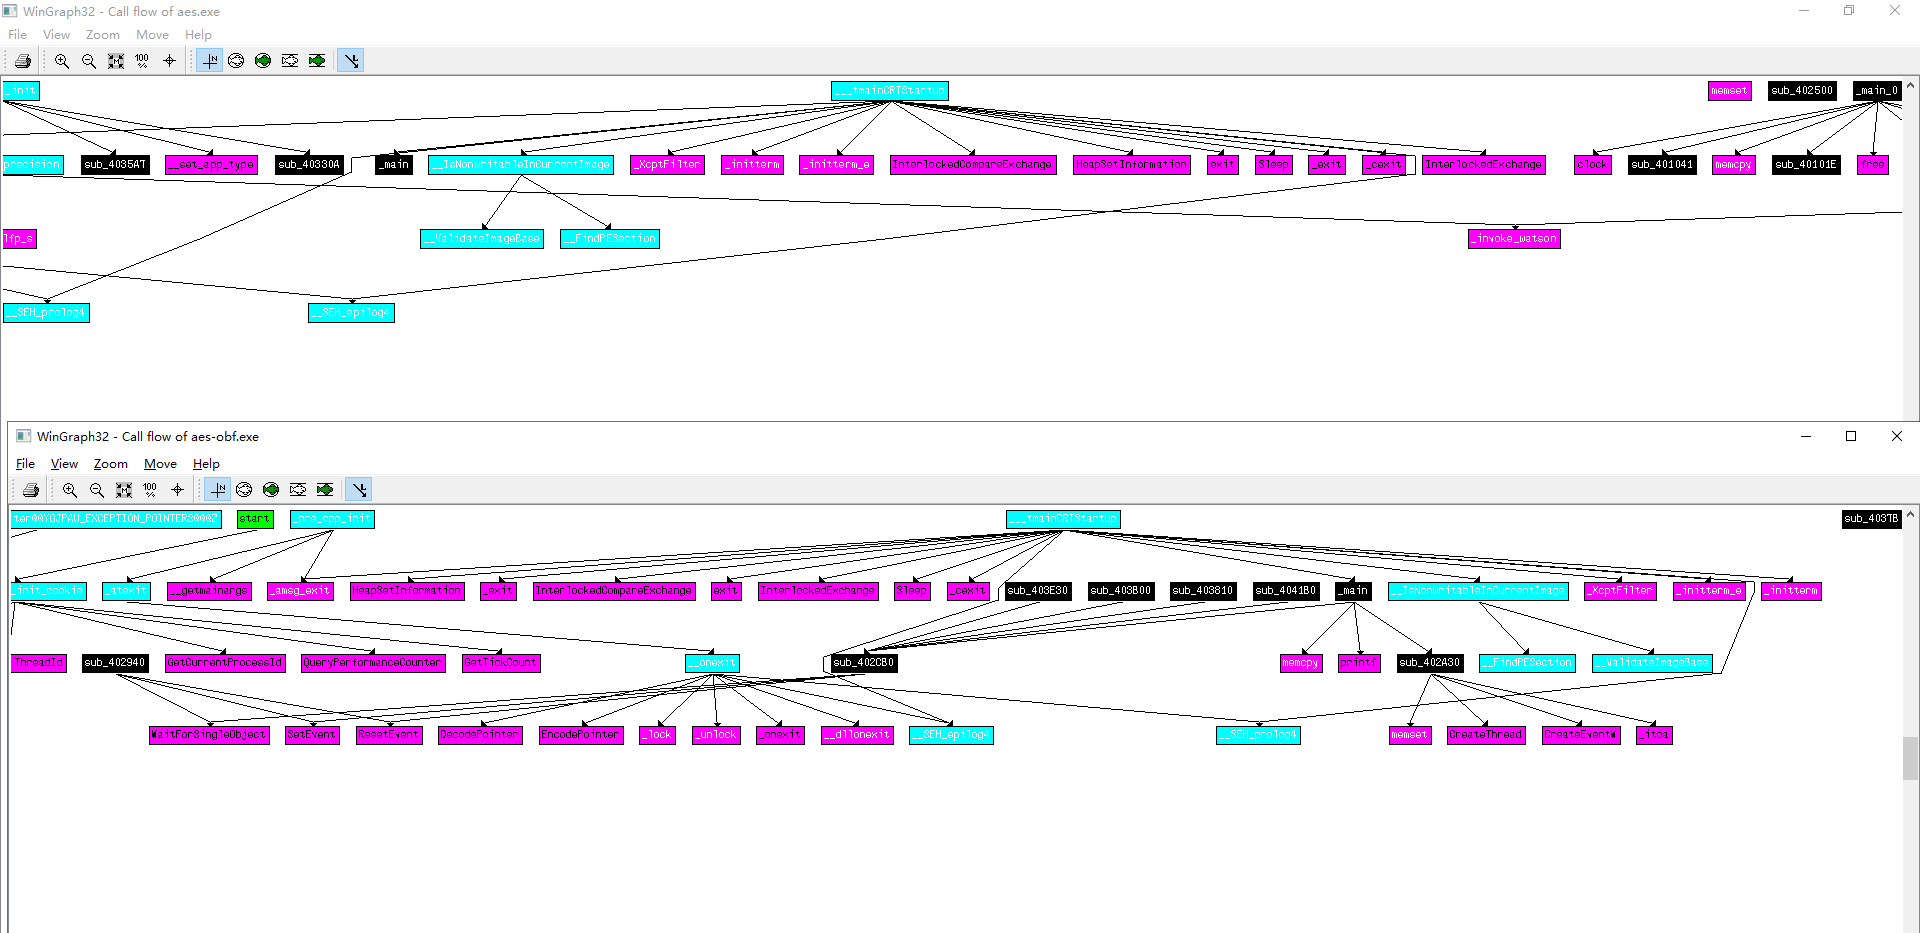 WinGraph32 - Call flow of aes.exe
File View Zoom Move Help
100 %
_init ___tmainCRTStartup memset sub_402500 _main_0
precision sub_4035A7 __set_app_type sub_40330A _main __IsNonwritableInCurrentImage _XcptFilter _initterm _initterm_e InterlockedCompareExchange HeapSetInformation exit Sleep _exit _cexit InterlockedExchange clock sub_401041 memcpy sub_40101E free
lfp_s __ValidateImageBase __FindPESection _invoke_watson
__SEH_prolog4 __SEH_epilog4
WinGraph32 - Call flow of aes-obf.exe
File View Zoom Move Help
100 %
ter@@YGJPAU_EXCEPTION_POINTERS@@@Z start _pre_cpp_init ___tmainCRTStartup sub_4037B
_init_cookie _atexit __getmainargs _amsg_exit HeapSetInformation _exit InterlockedCompareExchange exit InterlockedExchange Sleep _cexit sub_403E30 sub_403B00 sub_403810 sub_4041B0 _main __IsNonwritableInCurrentImage _XcptFilter _initterm_e _initterm
ThreadId sub_402940 GetCurrentProcessId QueryPerformanceCounter GetTickCount __onexit sub_402CB0 memcpy printf sub_402A30 __FindPESection __ValidateImageBase
WaitForSingleObject SetEvent ResetEvent DecodePointer EncodePointer _lock _unlock _onexit __dllonexit __SEH_epilog4 __SEH_prolog4 memset CreateThread CreateEventW _itoa